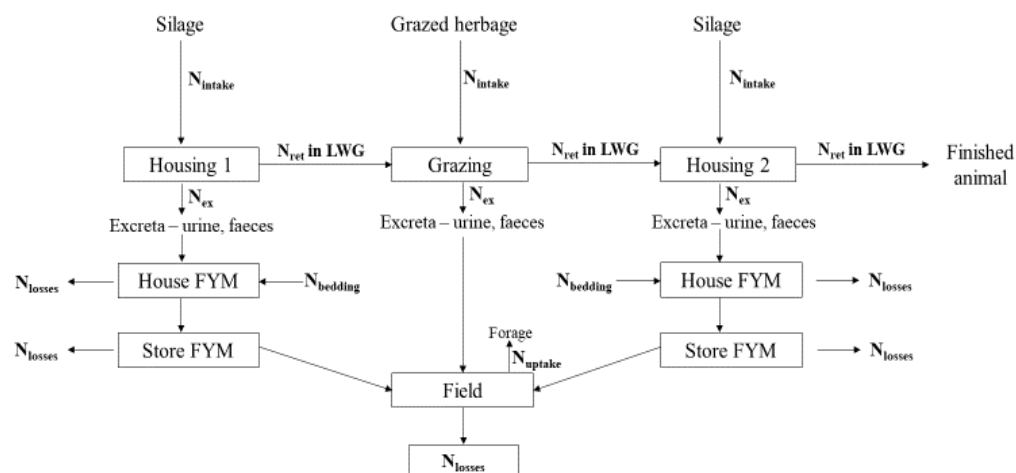 Silage
Grazed herbage
Silage
Nintake
Nintake
Nintake
Housing 1
Nret in LWG
Grazing
Nret in LWG
Housing 2
Nret in LWG
Finished
animal
Nex
Nex
Nex
Excreta – urine, faeces
Excreta – urine, faeces
Excreta – urine, faeces
Nlosses
House FYM
Nbedding
Nbedding
House FYM
Nlosses
Nlosses
Store FYM
Forage
Nuptake
Store FYM
Nlosses
Field
Nlosses